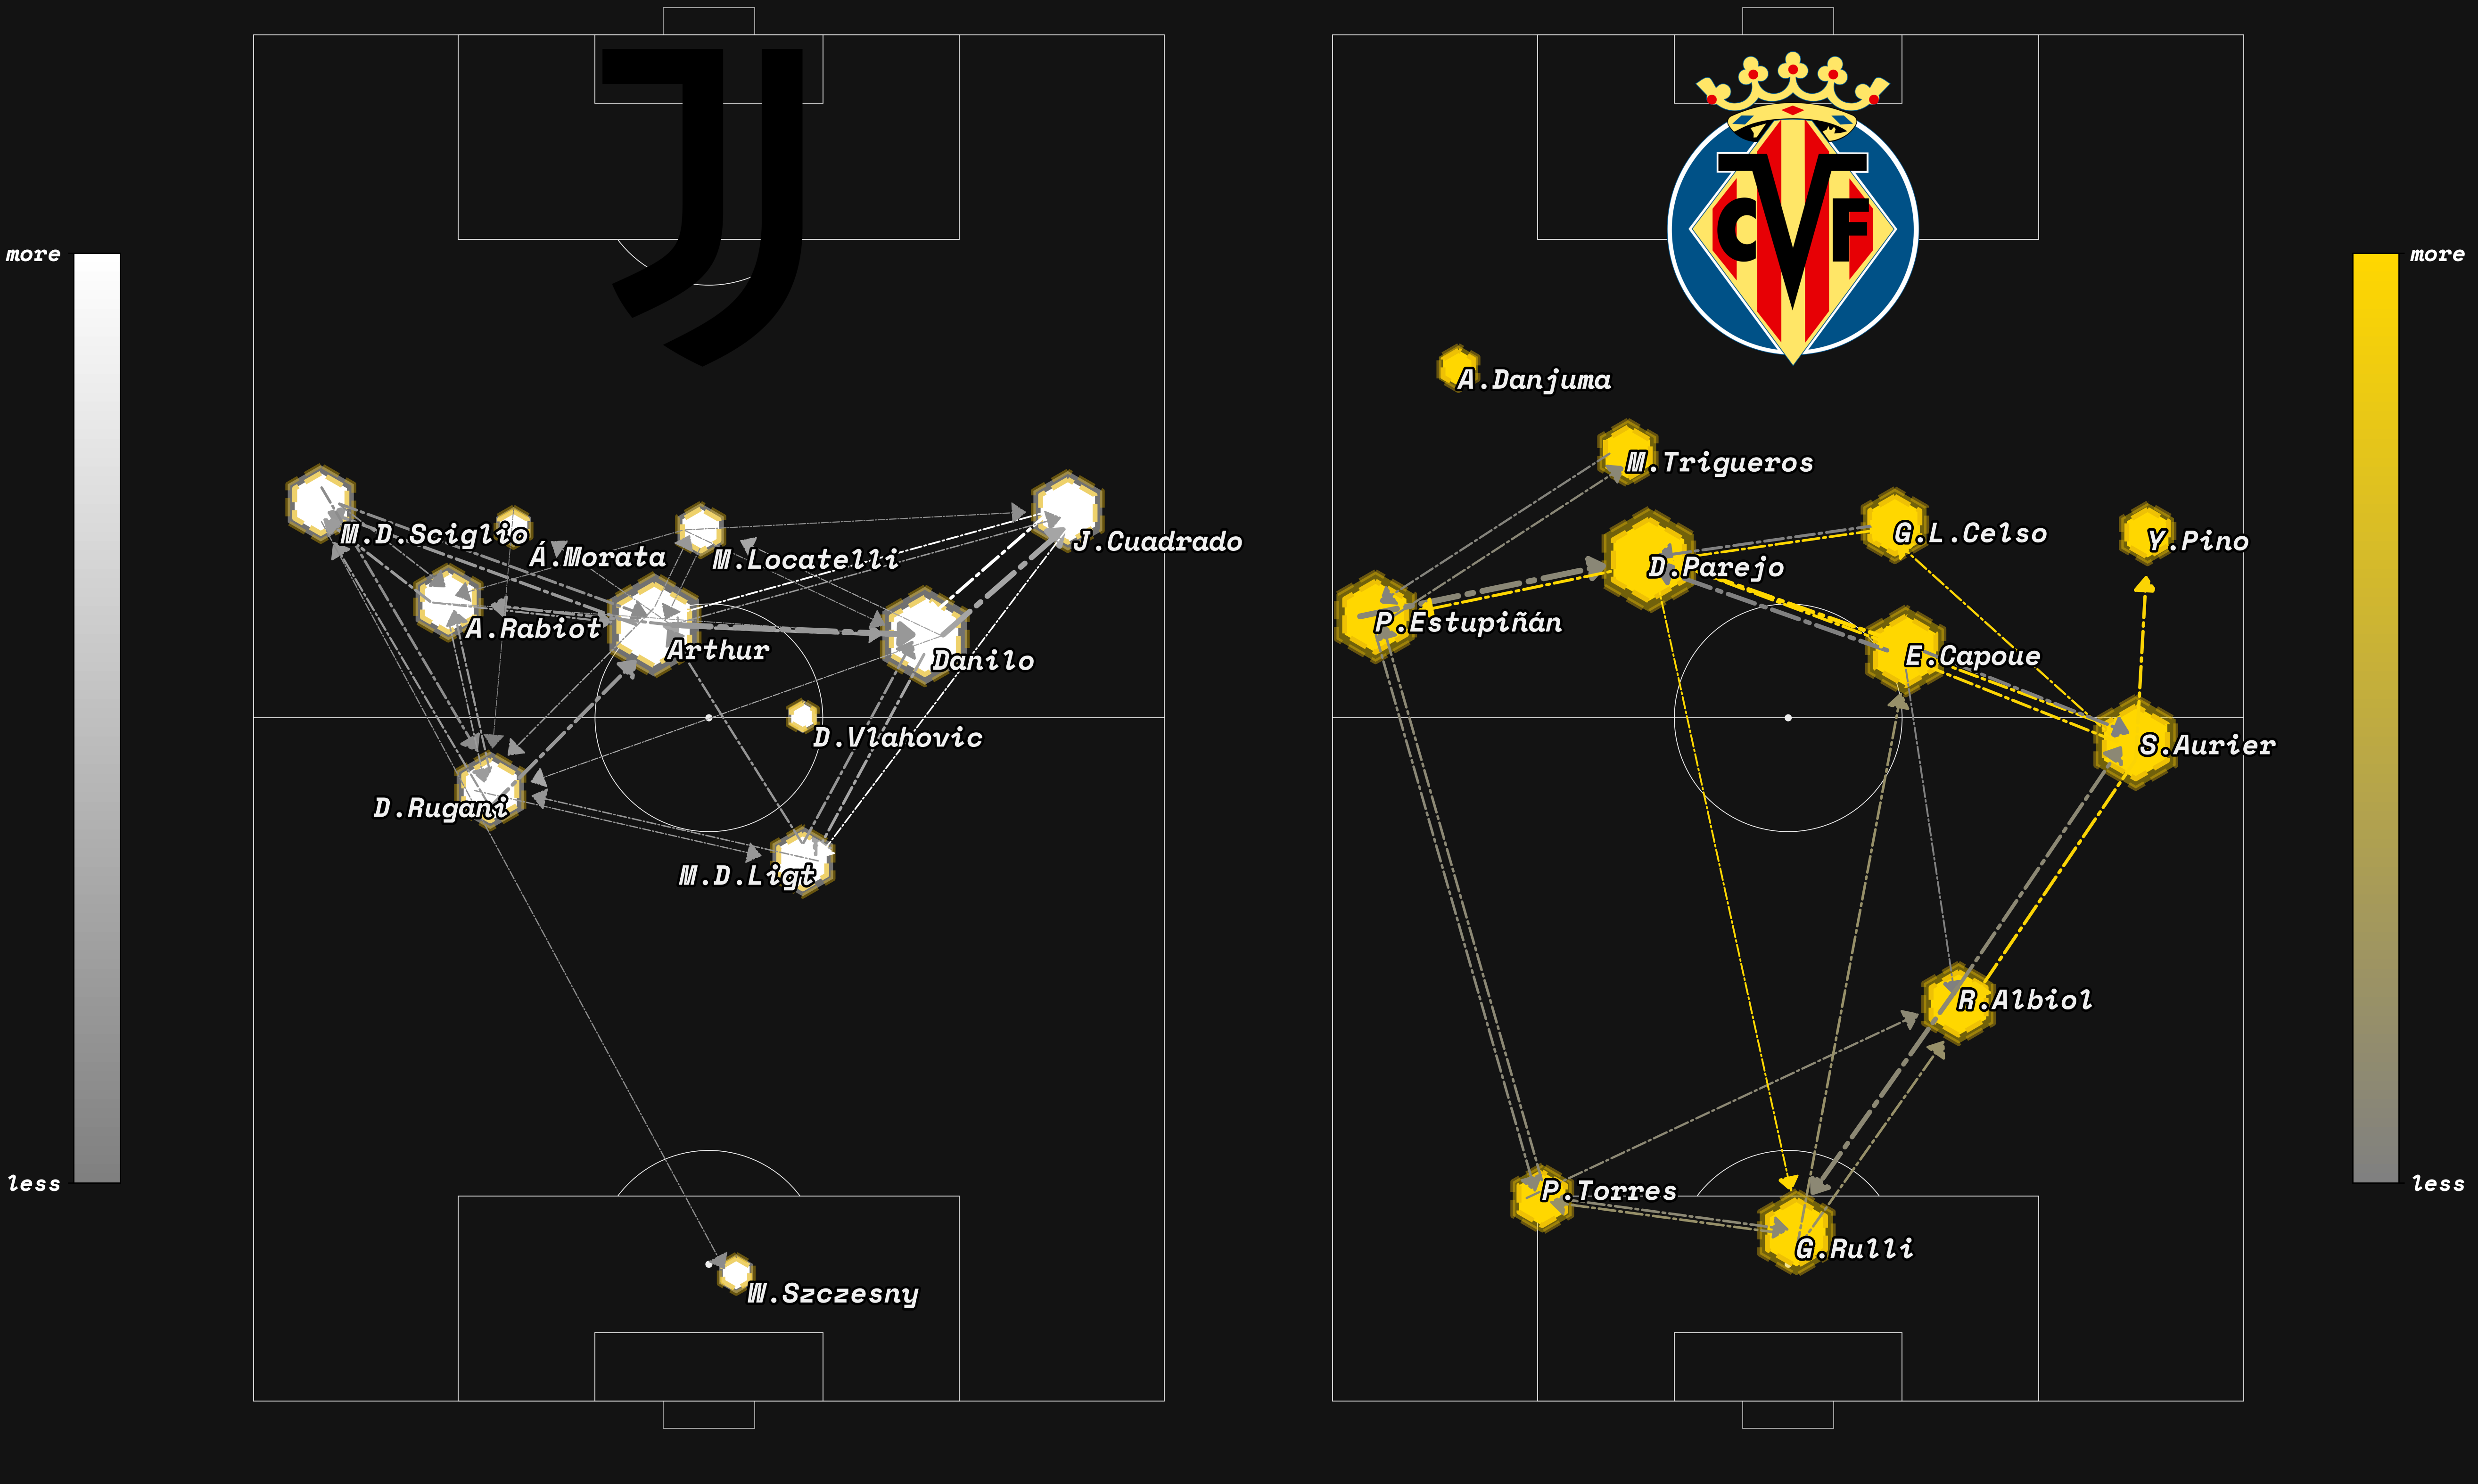 more
less
M.D.Sciglio
Á.Morata
M.Locatelli
J.Cuadrado
A.Rabiot
Arthur
Danilo
D.Vlahovic
D.Rugani
M.D.Ligt
W.Szczesny
CVF
A.Danjuma
M.Trigueros
G.L.Celso
Y.Pino
D.Parejo
P.Estupiñán
E.Capoue
S.Aurier
R.Albiol
P.Torres
G.Rulli
more
less